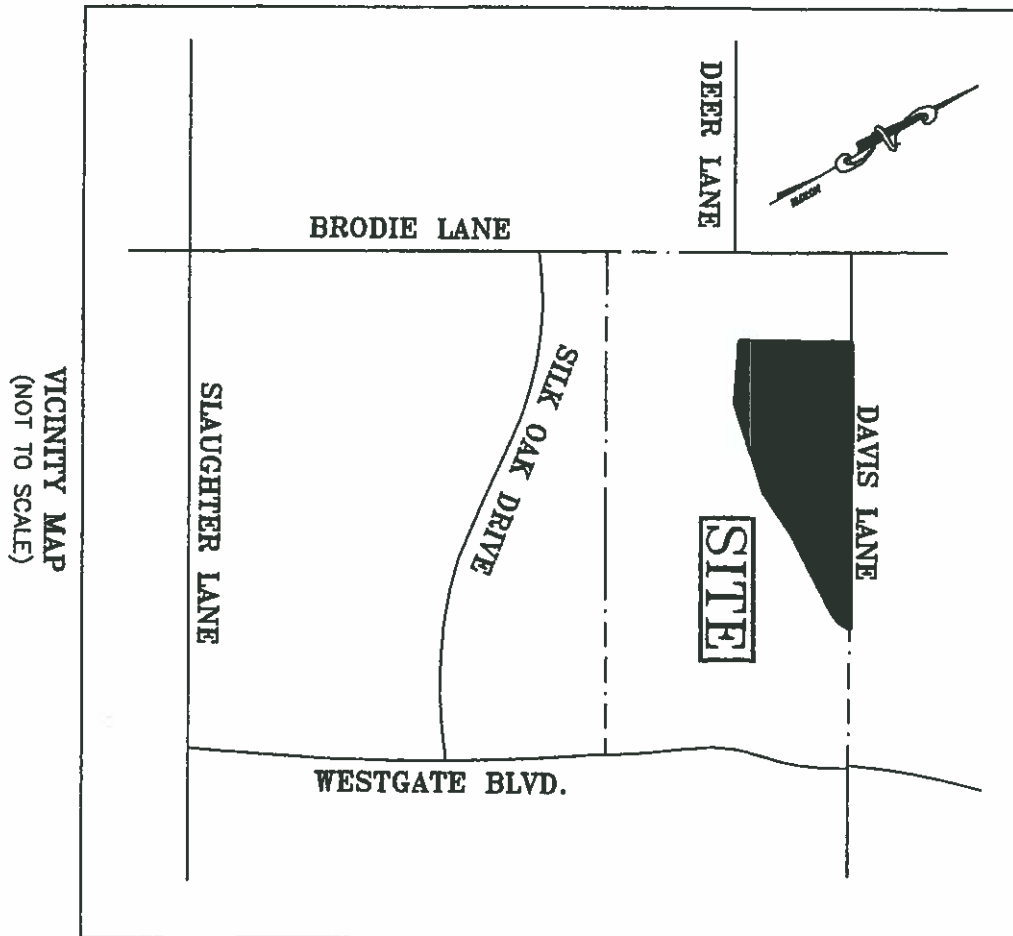 DEER LANE
BRODIE LANE
SILK OAK DRIVE
SLAUGHTER LANE
DAVIS LANE
SITE
WESTGATE BLVD.
VICINITY MAP
(NOT TO SCALE)